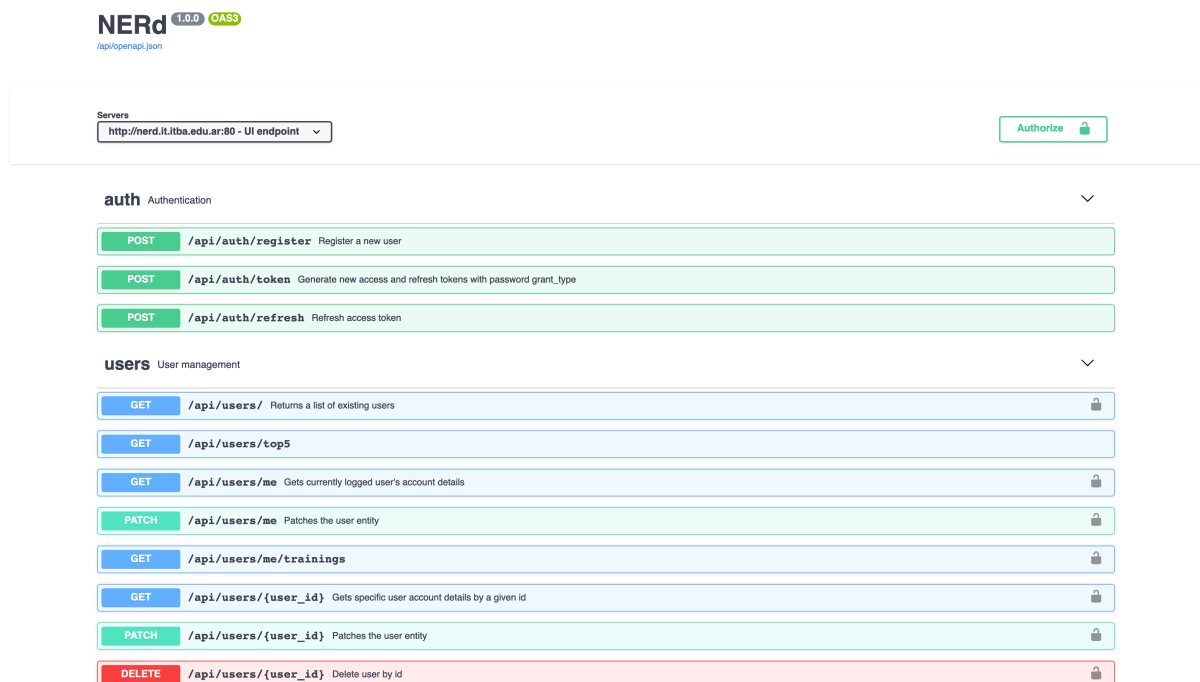 NERd 1.0.0 OAS3
/api/openapi.json
Servers
http://nerd.it.itba.edu.ar:80 - UI endpoint
Authorize
auth Authentication
POST /api/auth/register Register a new user
POST /api/auth/token Generate new access and refresh tokens with password grant_type
POST /api/auth/refresh Refresh access token
users User management
GET /api/users/ Returns a list of existing users
GET /api/users/top5
GET /api/users/me Gets currently logged user's account details
PATCH /api/users/me Patches the user entity
GET /api/users/me/trainings
GET /api/users/{user_id} Gets specific user account details by a given id
PATCH /api/users/{user_id} Patches the user entity
DELETE /api/users/{user_id} Delete user by id